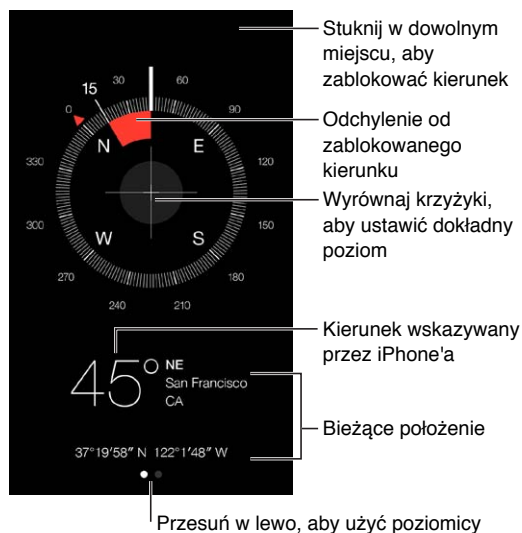 Stuknij w dowolnym
miejscu, aby
zablokować kierunek
Odchylenie od
zablokowanego
kierunku
Wyrównaj krzyżyki,
aby ustawić dokładny
poziom
Kierunek wskazywany
przez iPhone'a
Bieżące położenie
Przesuń w lewo, aby użyć poziomicy
15
0
30
60
90
120
150
180
210
240
270
300
330
N
E
S
W
45° NE
San Francisco
CA
37°19′58″ N 122°1′48″ W